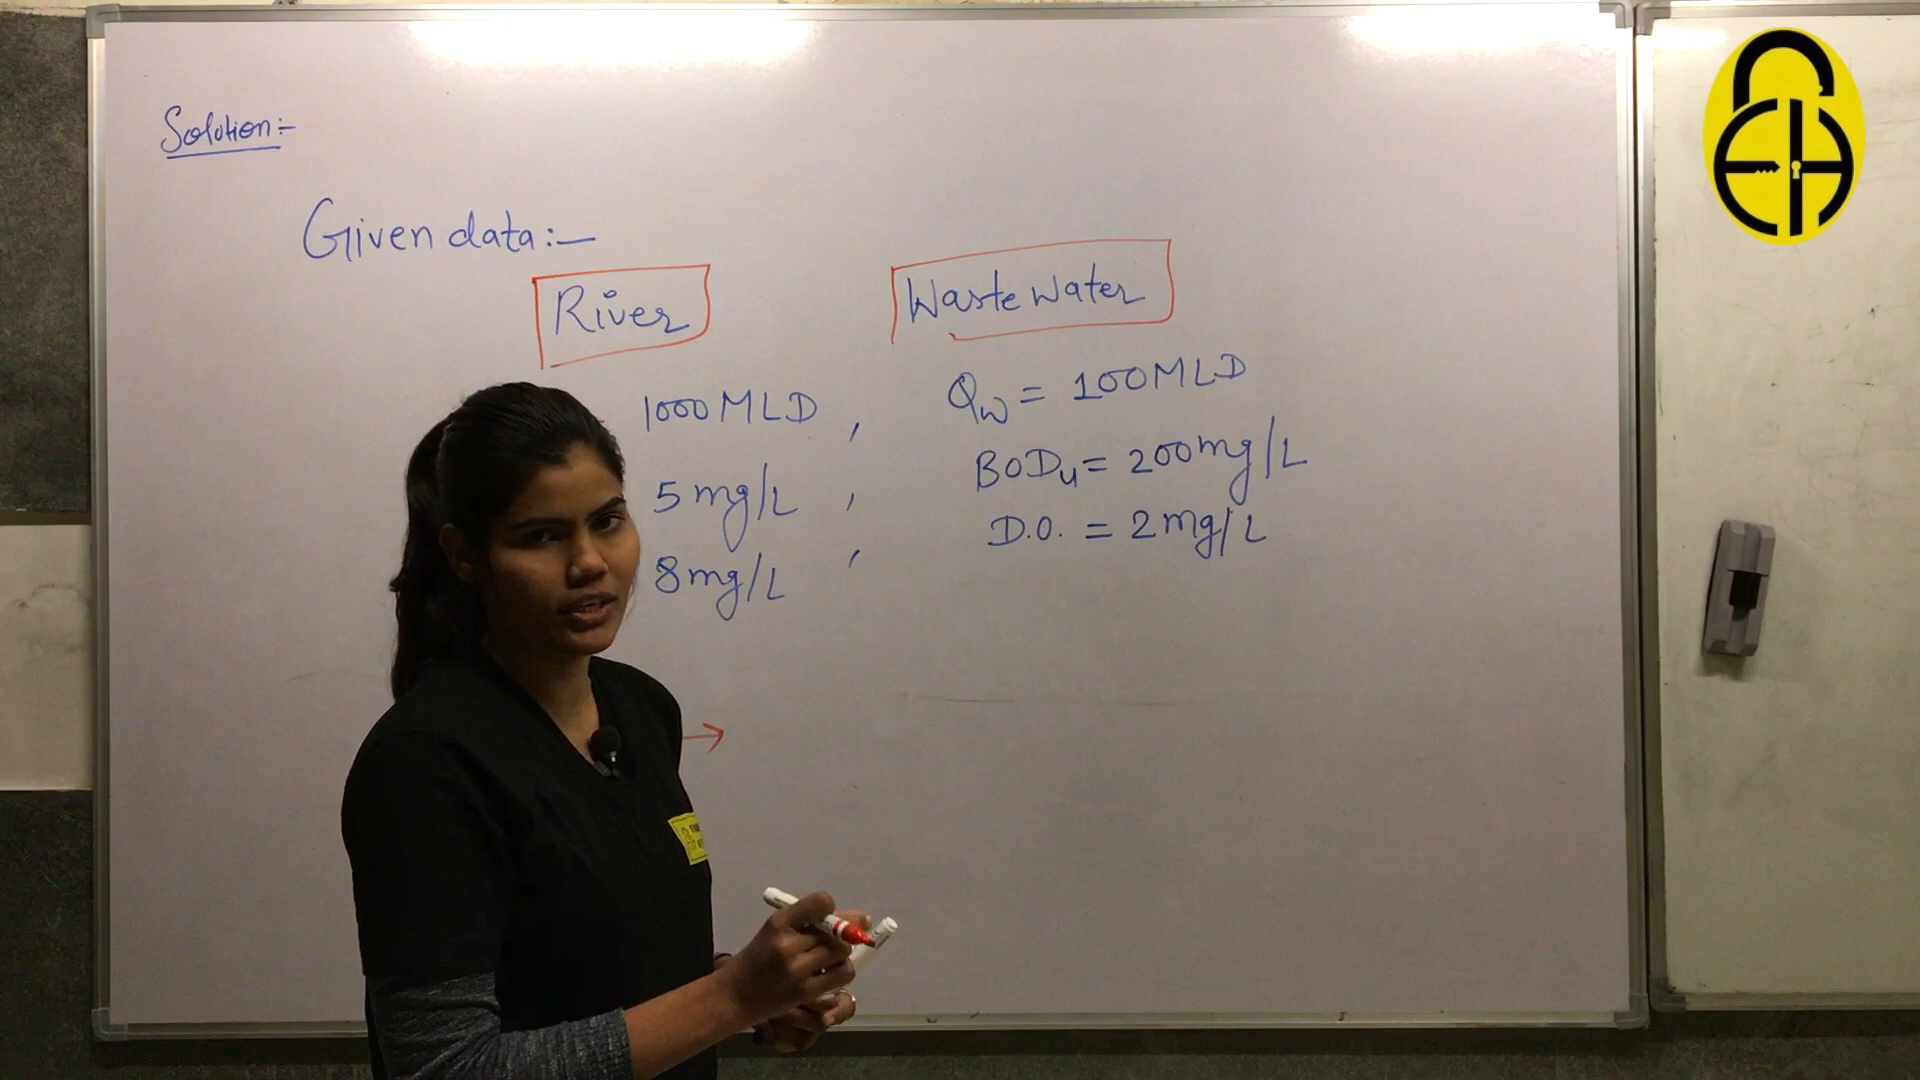 Solution:-
Given data:-
River
Waste Water
1000 MLD ,
Qw = 100 MLD
5 mg/L ,
BODu = 200 mg/L
8 mg/L ,
D.O. = 2 mg/L